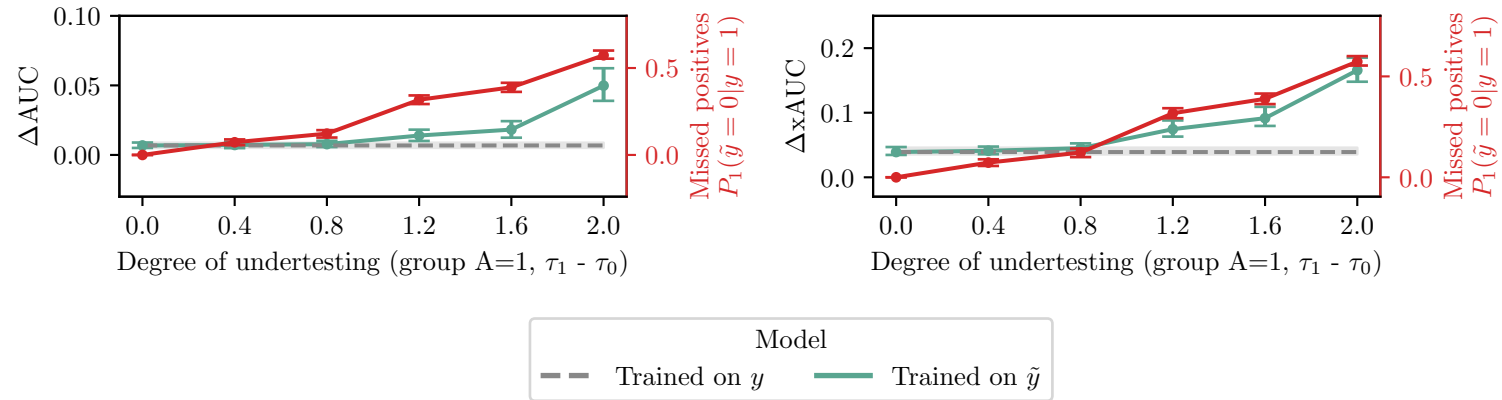 0.10
0.05
0.00
ΔAUC
0.5
0.0
Missed positives
P₁(ỹ = 0|y = 1)
0.0 0.4 0.8 1.2 1.6 2.0
Degree of undertesting (group A=1, τ₁ - τ₀)
0.2
0.1
0.0
ΔxAUC
0.5
0.0
Missed positives
P₁(ỹ = 0|y = 1)
0.0 0.4 0.8 1.2 1.6 2.0
Degree of undertesting (group A=1, τ₁ - τ₀)
Model
Trained on y Trained on ỹ